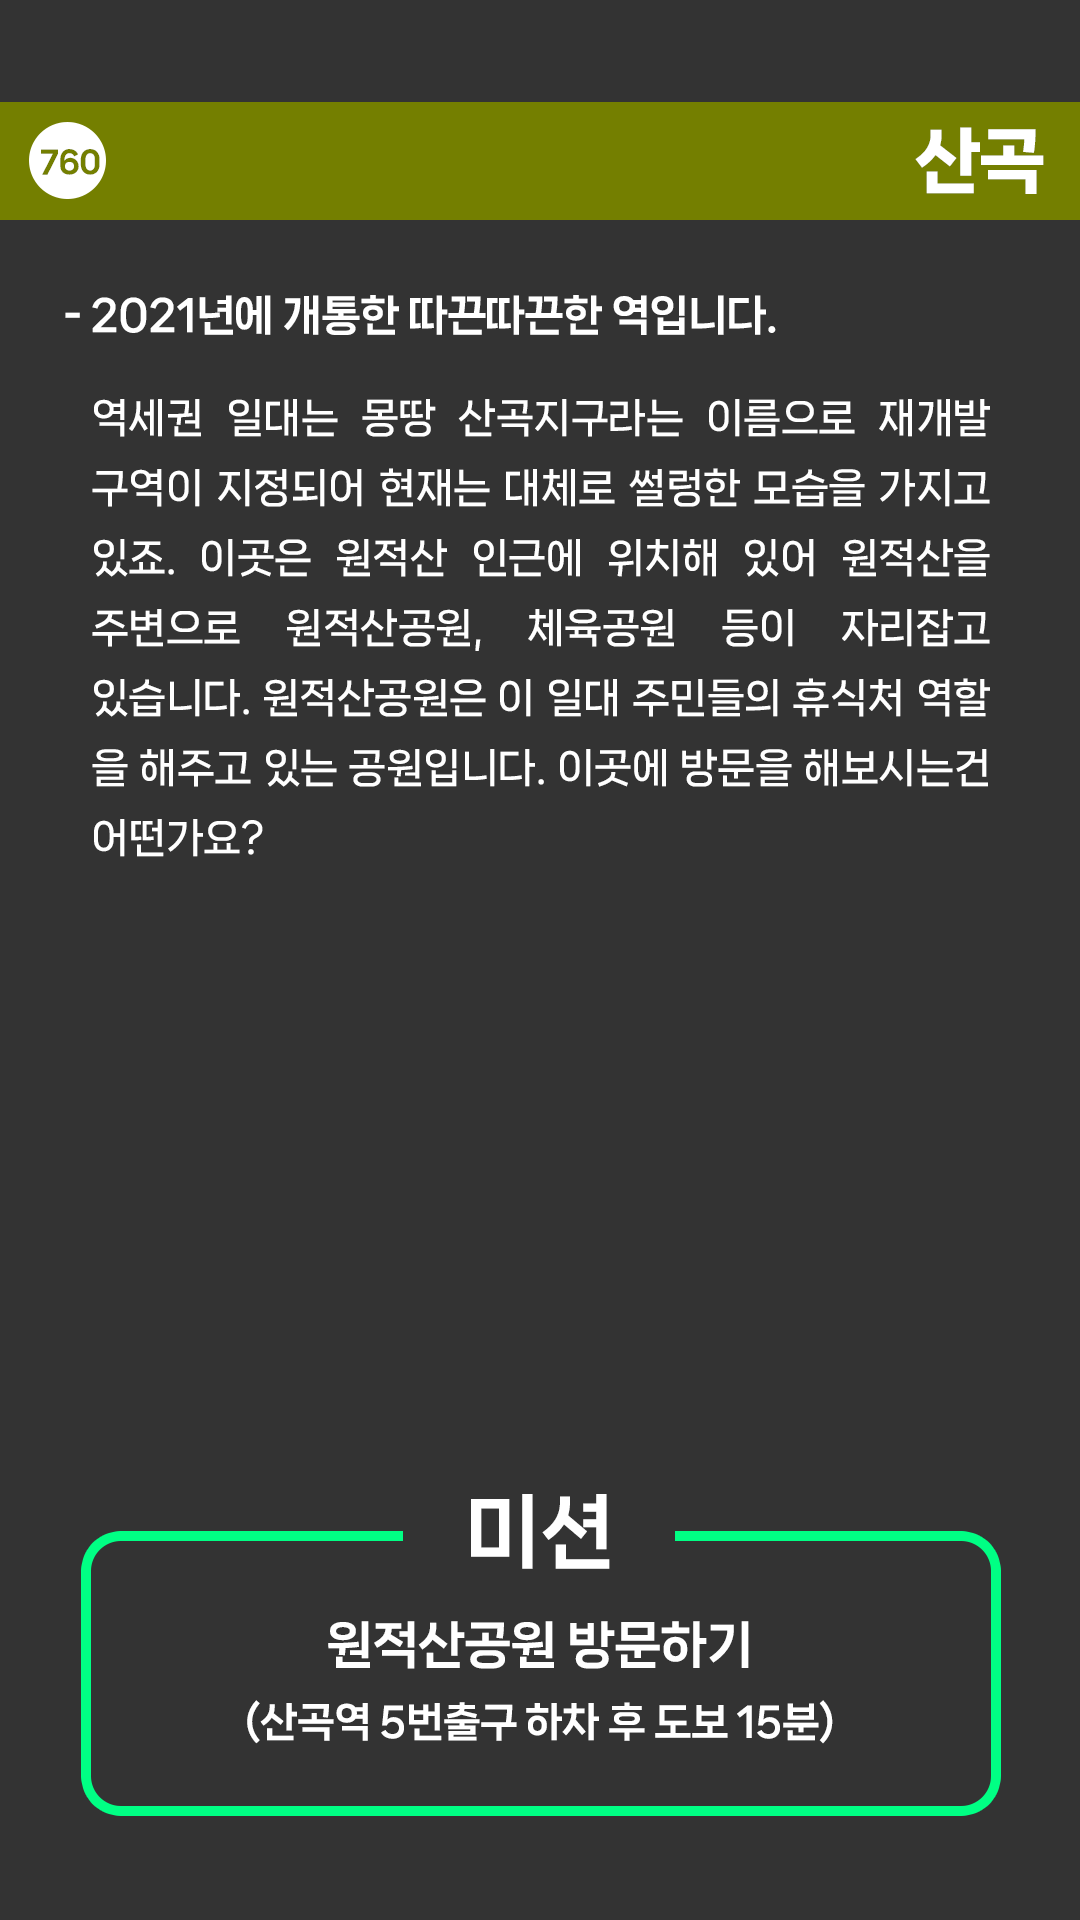 760
산곡
- 2021년에 개통한 따끈따끈한 역입니다.
역세권 일대는 몽땅 산곡지구라는 이름으로 재개발
구역이 지정되어 현재는 대체로 썰렁한 모습을 가지고
있죠. 이곳은 원적산 인근에 위치해 있어 원적산을
주변으로 원적산공원, 체육공원 등이 자리잡고
있습니다. 원적산공원은 이 일대 주민들의 휴식처 역할
을 해주고 있는 공원입니다. 이곳에 방문을 해보시는건
어떤가요?
미션
원적산공원 방문하기
(산곡역 5번출구 하차 후 도보 15분)